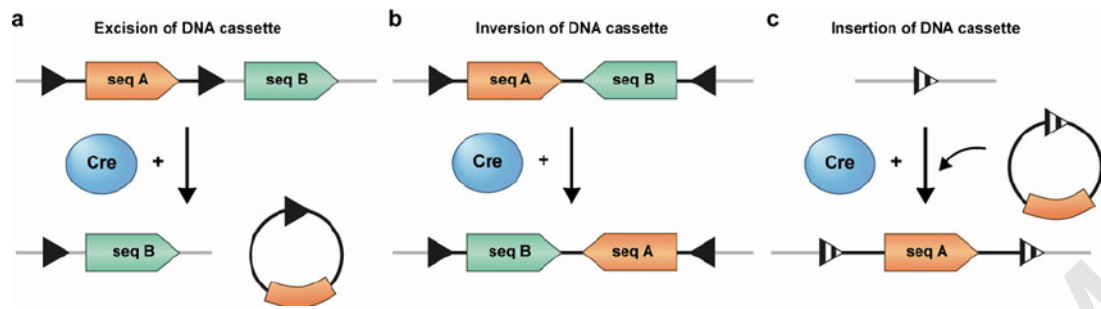 a
Excision of DNA cassette
seq A
seq B
Cre
+
seq B
b
Inversion of DNA cassette
seq A
seq B
Cre
+
seq B
seq A
c
Insertion of DNA cassette
Cre
+
seq A